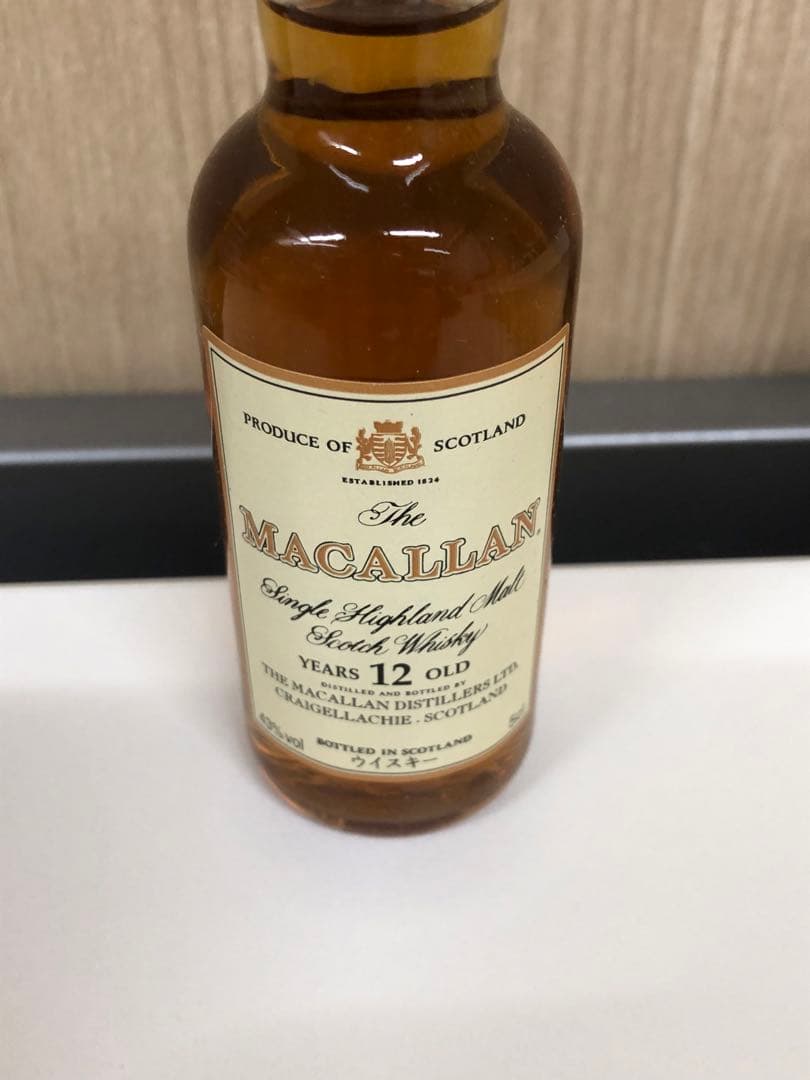 PRODUCE OF SCOTLAND
ESTABLISHED 1824
The
MACALLAN
Single Highland Malt
Scotch Whisky
YEARS 12 OLD
DISTILLED AND BOTTLED BY
THE MACALLAN DISTILLERS LTD.
CRAIGELLACHIE . SCOTLAND
43% vol 5cl
BOTTLED IN SCOTLAND
ウイスキー